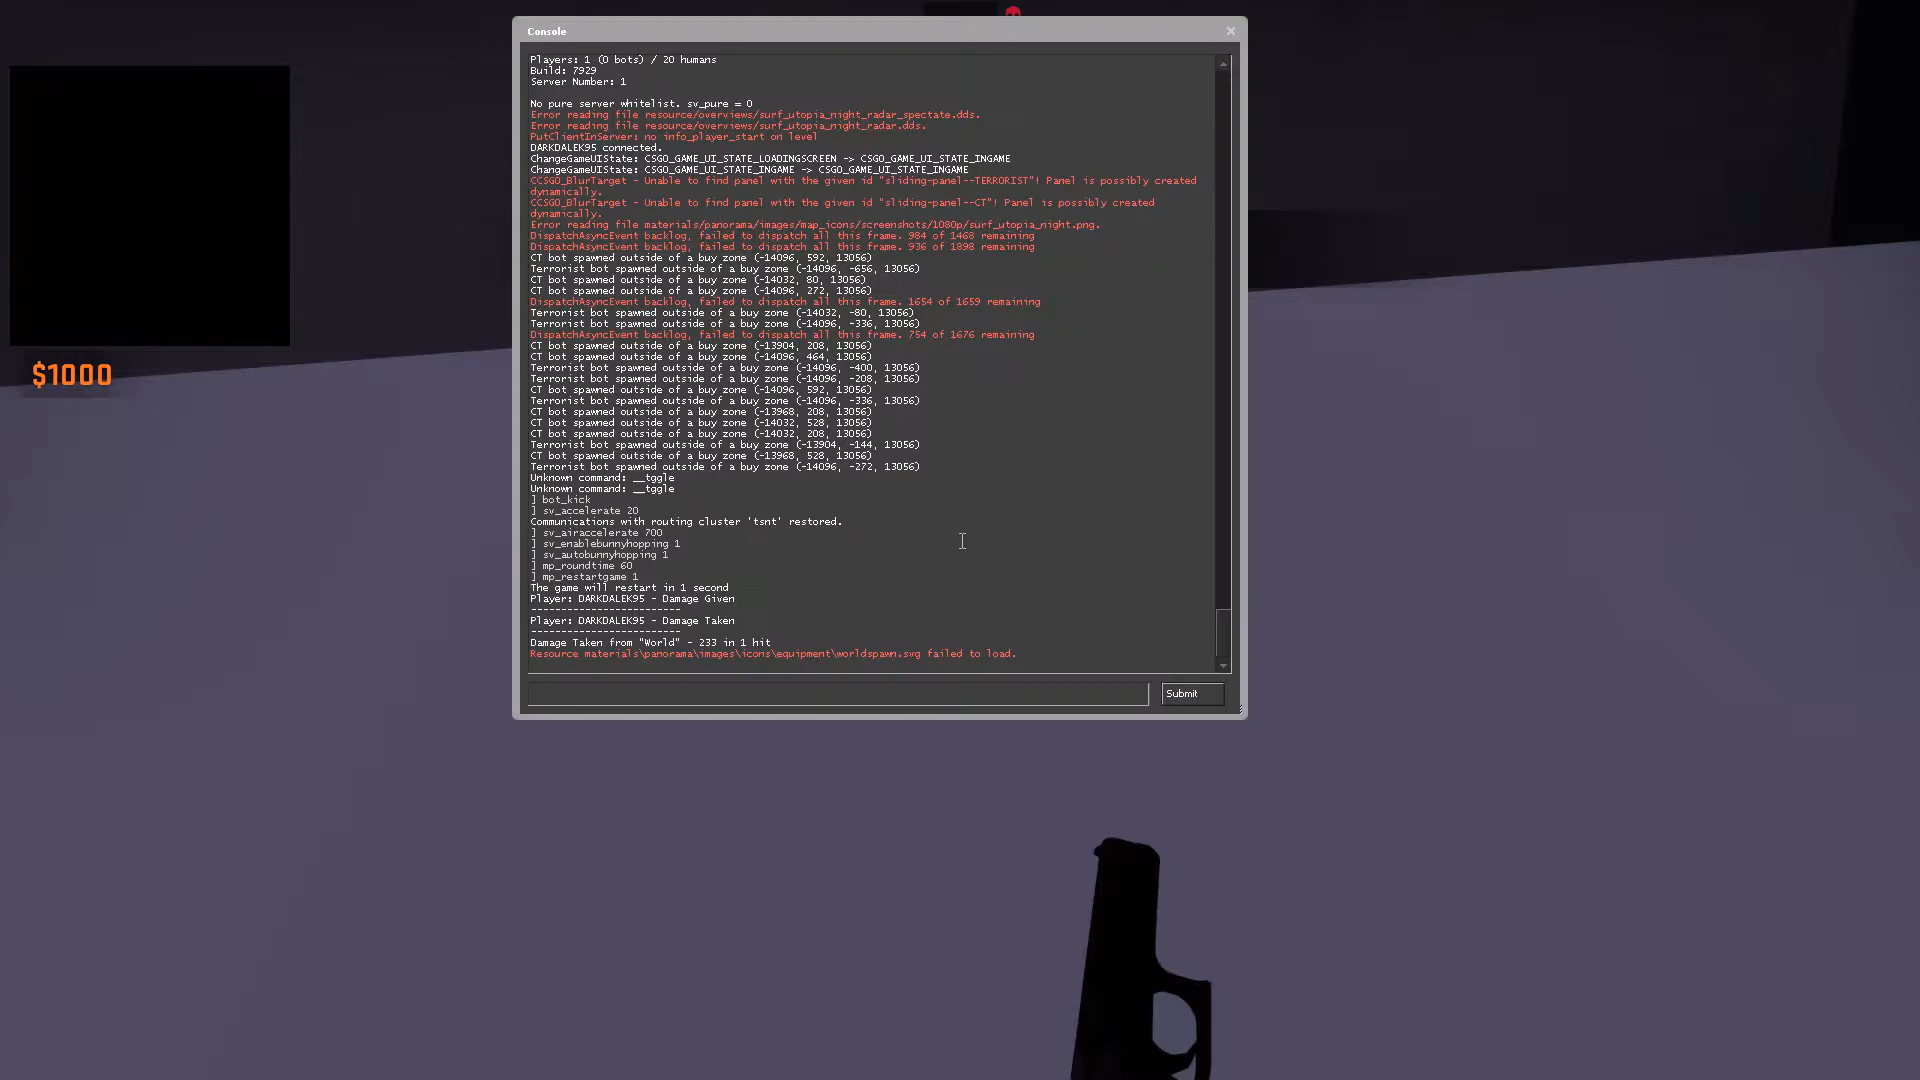 Console
Players: 1 (0 bots) / 20 humans
Build: 7929
Server Number: 1
No pure server whitelist. sv_pure = 0
Error reading file resource/overviews/surf_utopia_night_radar_spectate.dds.
Error reading file resource/overviews/surf_utopia_night_radar.dds.
PutClientInServer: no info_player_start on level
DARKDALEK95 connected.
ChangeGameUIState: CSGO_GAME_UI_STATE_LOADINGSCREEN -> CSGO_GAME_UI_STATE_INGAME
ChangeGameUIState: CSGO_GAME_UI_STATE_INGAME -> CSGO_GAME_UI_STATE_INGAME
CCSGO_BlurTarget - Unable to find panel with the given id "sliding-panel--TERRORIST"! Panel is possibly created
dynamically.
CCSGO_BlurTarget - Unable to find panel with the given id "sliding-panel--CT"! Panel is possibly created
dynamically.
Error reading file materials/panorama/images/map_icons/screenshots/1080p/surf_utopia_night.png.
DispatchAsyncEvent backlog, failed to dispatch all this frame. 984 of 1468 remaining
DispatchAsyncEvent backlog, failed to dispatch all this frame. 936 of 1898 remaining
CT bot spawned outside of a buy zone (-14096, 592, 13056)
Terrorist bot spawned outside of a buy zone (-14096, -656, 13056)
CT bot spawned outside of a buy zone (-14032, 80, 13056)
CT bot spawned outside of a buy zone (-14096, 272, 13056)
DispatchAsyncEvent backlog, failed to dispatch all this frame. 1654 of 1659 remaining
Terrorist bot spawned outside of a buy zone (-14032, -80, 13056)
Terrorist bot spawned outside of a buy zone (-14096, -336, 13056)
DispatchAsyncEvent backlog, failed to dispatch all this frame. 754 of 1676 remaining
CT bot spawned outside of a buy zone (-13904, 208, 13056)
CT bot spawned outside of a buy zone (-14096, 464, 13056)
Terrorist bot spawned outside of a buy zone (-14096, -400, 13056)
Terrorist bot spawned outside of a buy zone (-14096, -208, 13056)
CT bot spawned outside of a buy zone (-14096, 592, 13056)
Terrorist bot spawned outside of a buy zone (-14096, -336, 13056)
CT bot spawned outside of a buy zone (-13968, 208, 13056)
CT bot spawned outside of a buy zone (-14032, 528, 13056)
CT bot spawned outside of a buy zone (-14032, 208, 13056)
Terrorist bot spawned outside of a buy zone (-13904, -144, 13056)
CT bot spawned outside of a buy zone (-13968, 528, 13056)
Terrorist bot spawned outside of a buy zone (-14096, -272, 13056)
Unknown command: __tggle
Unknown command: __tggle
] bot_kick
] sv_accelerate 20
Communications with routing cluster 'tsnt' restored.
] sv_airaccelerate 700
] sv_enablebunnyhopping 1
] sv_autobunnyhopping 1
] mp_roundtime 60
] mp_restartgame 1
The game will restart in 1 second
Player: DARKDALEK95 - Damage Given
-------------------------
Player: DARKDALEK95 - Damage Taken
-------------------------
Damage Taken from "World" - 233 in 1 hit
Resource materials\panorama\images\icons\equipment\worldspawn.svg failed to load.
Submit
$1000